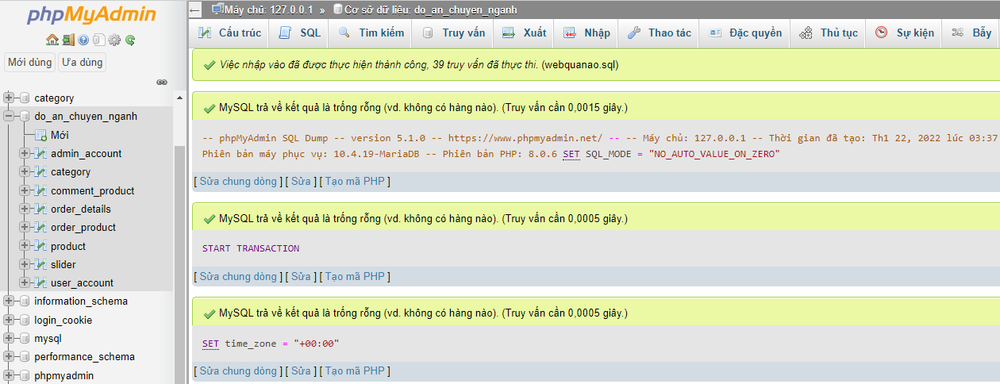 phpMyAdmin
Mới dùng Ưa dùng
category
do_an_chuyen_nganh
Mới
admin_account
category
comment_product
order_details
order_product
product
slider
user_account
information_schema
login_cookie
mysql
performance_schema
phpmyadmin
Máy chủ: 127.0.0.1 » Cơ sở dữ liệu: do_an_chuyen_nganh
Cấu trúc SQL Tìm kiếm Truy vấn Xuất Nhập Thao tác Đặc quyền Thủ tục Sự kiện Bẫy
Việc nhập vào đã được thực hiện thành công, 39 truy vấn đã thực thi. (webquanao.sql)
MySQL trả về kết quả là trống rỗng (vd. không có hàng nào). (Truy vấn cần 0,0015 giây.)
-- phpMyAdmin SQL Dump -- version 5.1.0 -- https://www.phpmyadmin.net/ -- -- Máy chủ: 127.0.0.1 -- Thời gian đã tạo: Th1 22, 2022 lúc 03:37
Phiên bản máy phục vụ: 10.4.19-MariaDB -- Phiên bản PHP: 8.0.6 SET SQL_MODE = "NO_AUTO_VALUE_ON_ZERO"
[ Sửa chung dòng ] [ Sửa ] [ Tạo mã PHP ]
MySQL trả về kết quả là trống rỗng (vd. không có hàng nào). (Truy vấn cần 0,0005 giây.)
START TRANSACTION
[ Sửa chung dòng ] [ Sửa ] [ Tạo mã PHP ]
MySQL trả về kết quả là trống rỗng (vd. không có hàng nào). (Truy vấn cần 0,0005 giây.)
SET time_zone = "+00:00"
[ Sửa chung dòng ] [ Sửa ] [ Tạo mã PHP ]